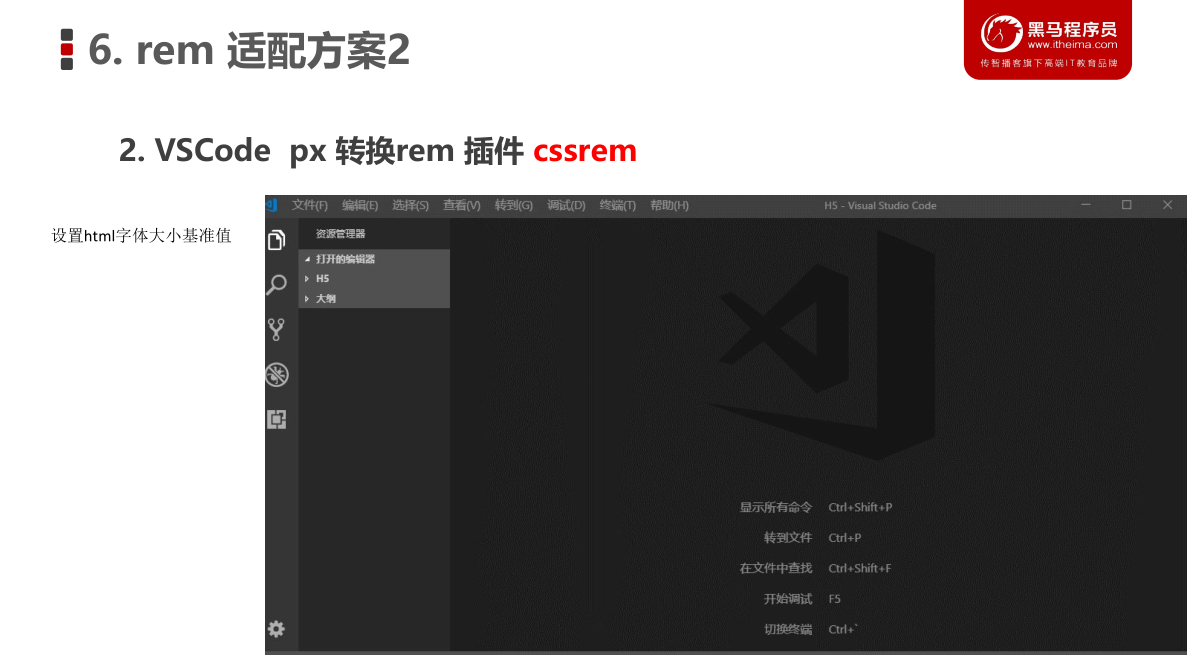 6. rem 适配方案2
黑马程序员
www.itheima.com
传智播客旗下高端IT教育品牌
2. VSCode px 转换rem 插件 cssrem
设置html字体大小基准值
文件(F) 编辑(E) 选择(S) 查看(V) 转到(G) 调试(D) 终端(T) 帮助(H)
H5 - Visual Studio Code
资源管理器
打开的编辑器
H5
大纲
显示所有命令 Ctrl+Shift+P
转到文件 Ctrl+P
在文件中查找 Ctrl+Shift+F
开始调试 F5
切换终端 Ctrl+`